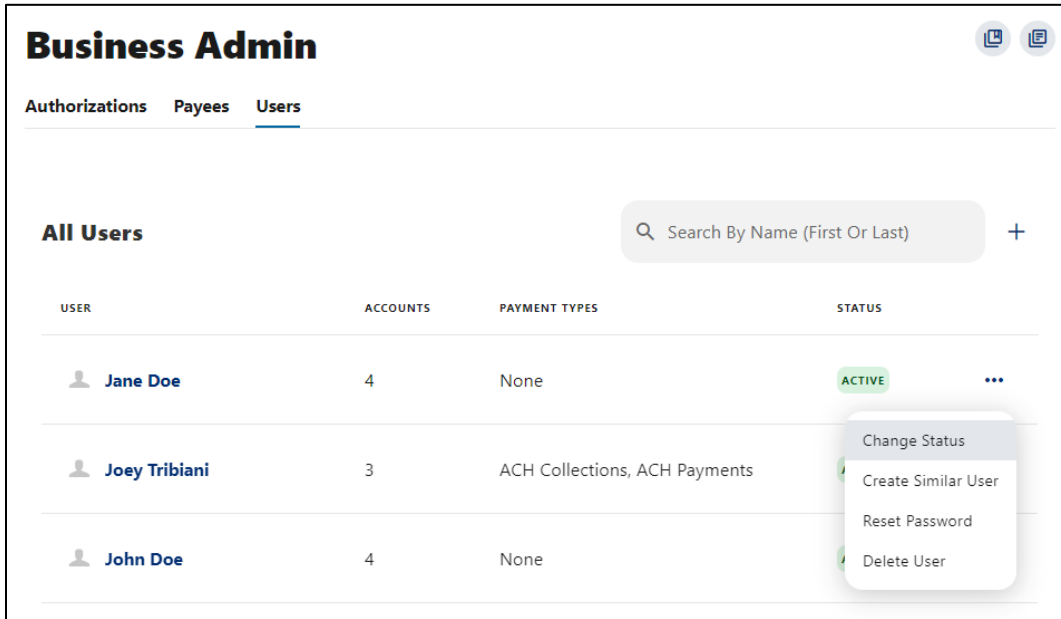 Business Admin
Authorizations Payees Users
All Users
Search By Name (First Or Last)
USER ACCOUNTS PAYMENT TYPES STATUS
Jane Doe 4 None ACTIVE
Change Status
Joey Tribiani 3 ACH Collections, ACH Payments
Create Similar User
Reset Password
John Doe 4 None
Delete User